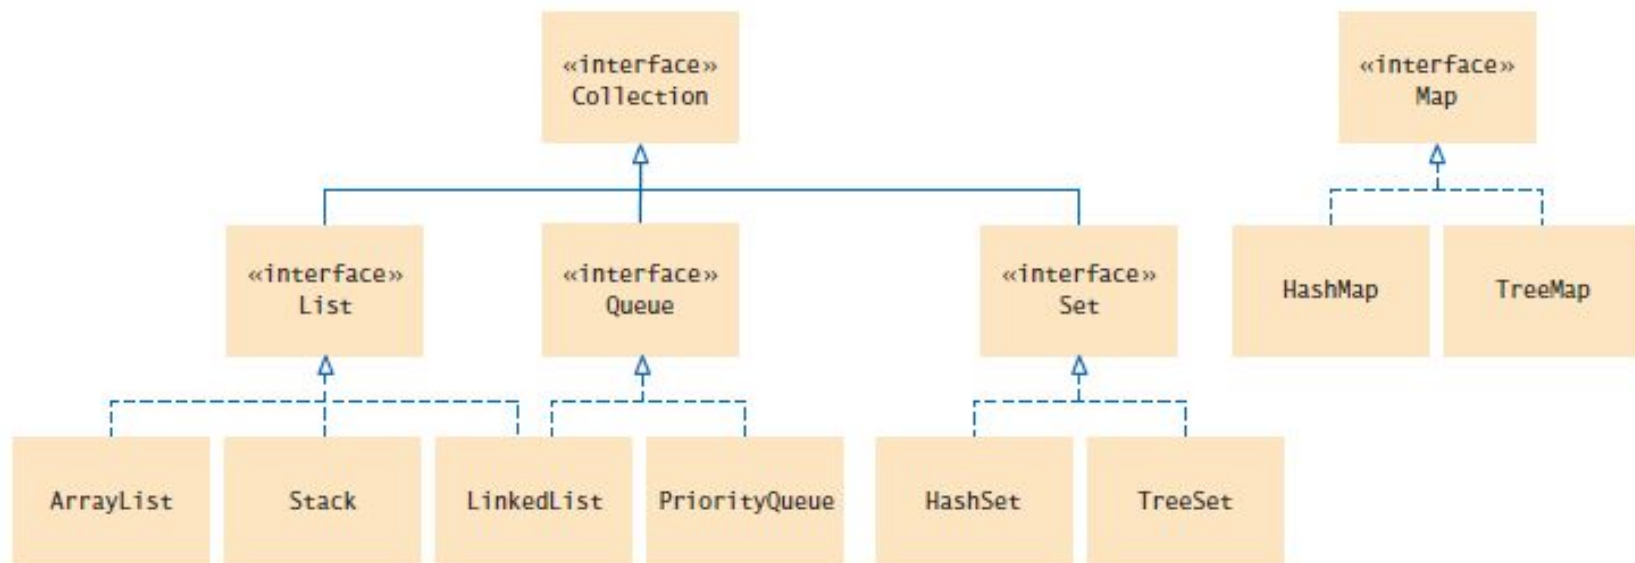 «interface»
Collection
«interface»
Map
«interface»
List
«interface»
Queue
«interface»
Set
HashMap
TreeMap
ArrayList
Stack
LinkedList
PriorityQueue
HashSet
TreeSet